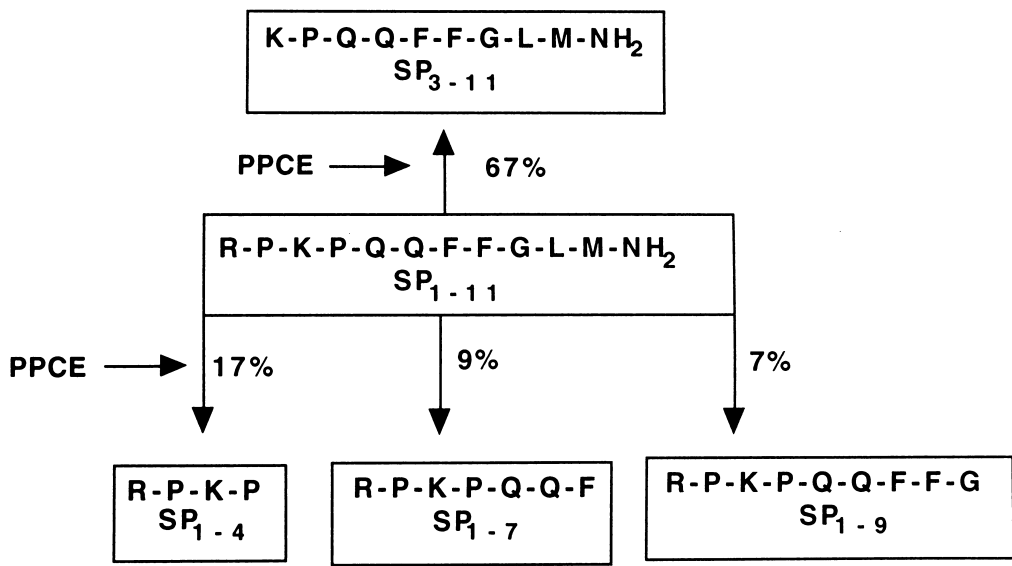 K-P-Q-Q-F-F-G-L-M-NH2
SP3-11
PPCE
67%
R-P-K-P-Q-Q-F-F-G-L-M-NH2
SP1-11
PPCE
17%
9%
7%
R-P-K-P
SP1-4
R-P-K-P-Q-Q-F
SP1-7
R-P-K-P-Q-Q-F-F-G
SP1-9